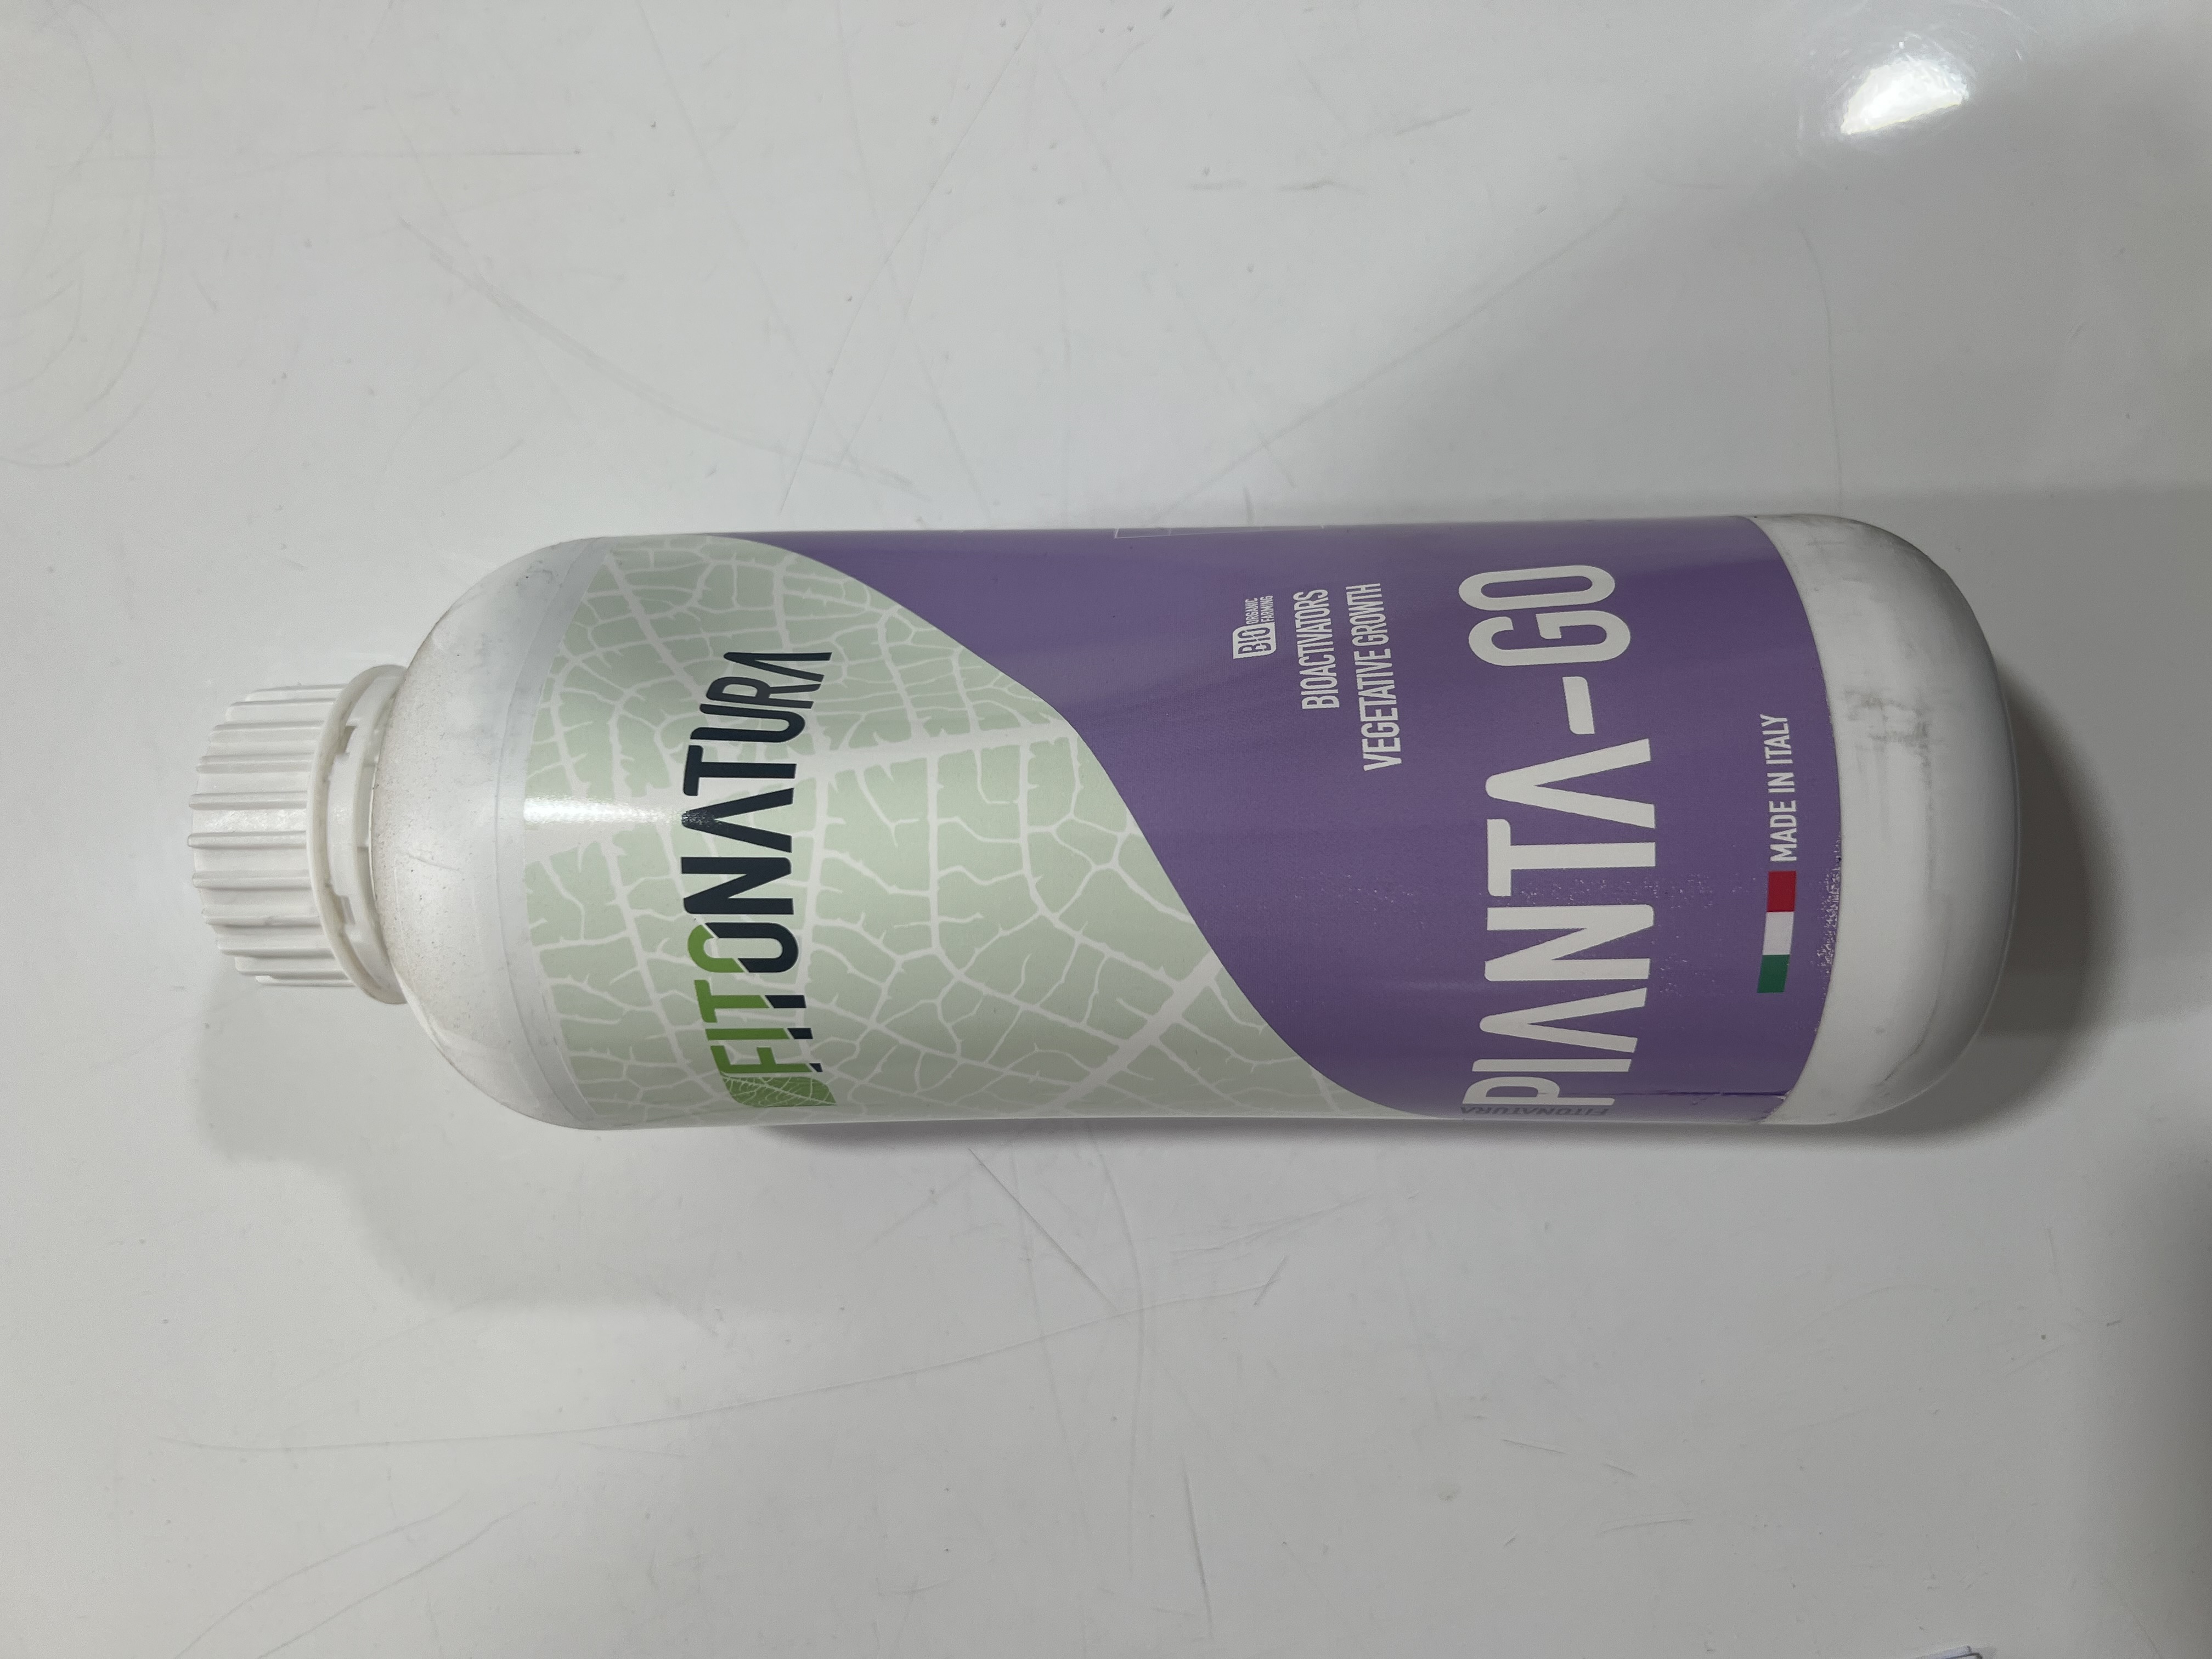 FITONATURA
BIO ORGANIC
FARMING
BIOACTIVATORS
VEGETATIVE GROWTH
PIANTA-GO
FITONATURA
MADE IN ITALY